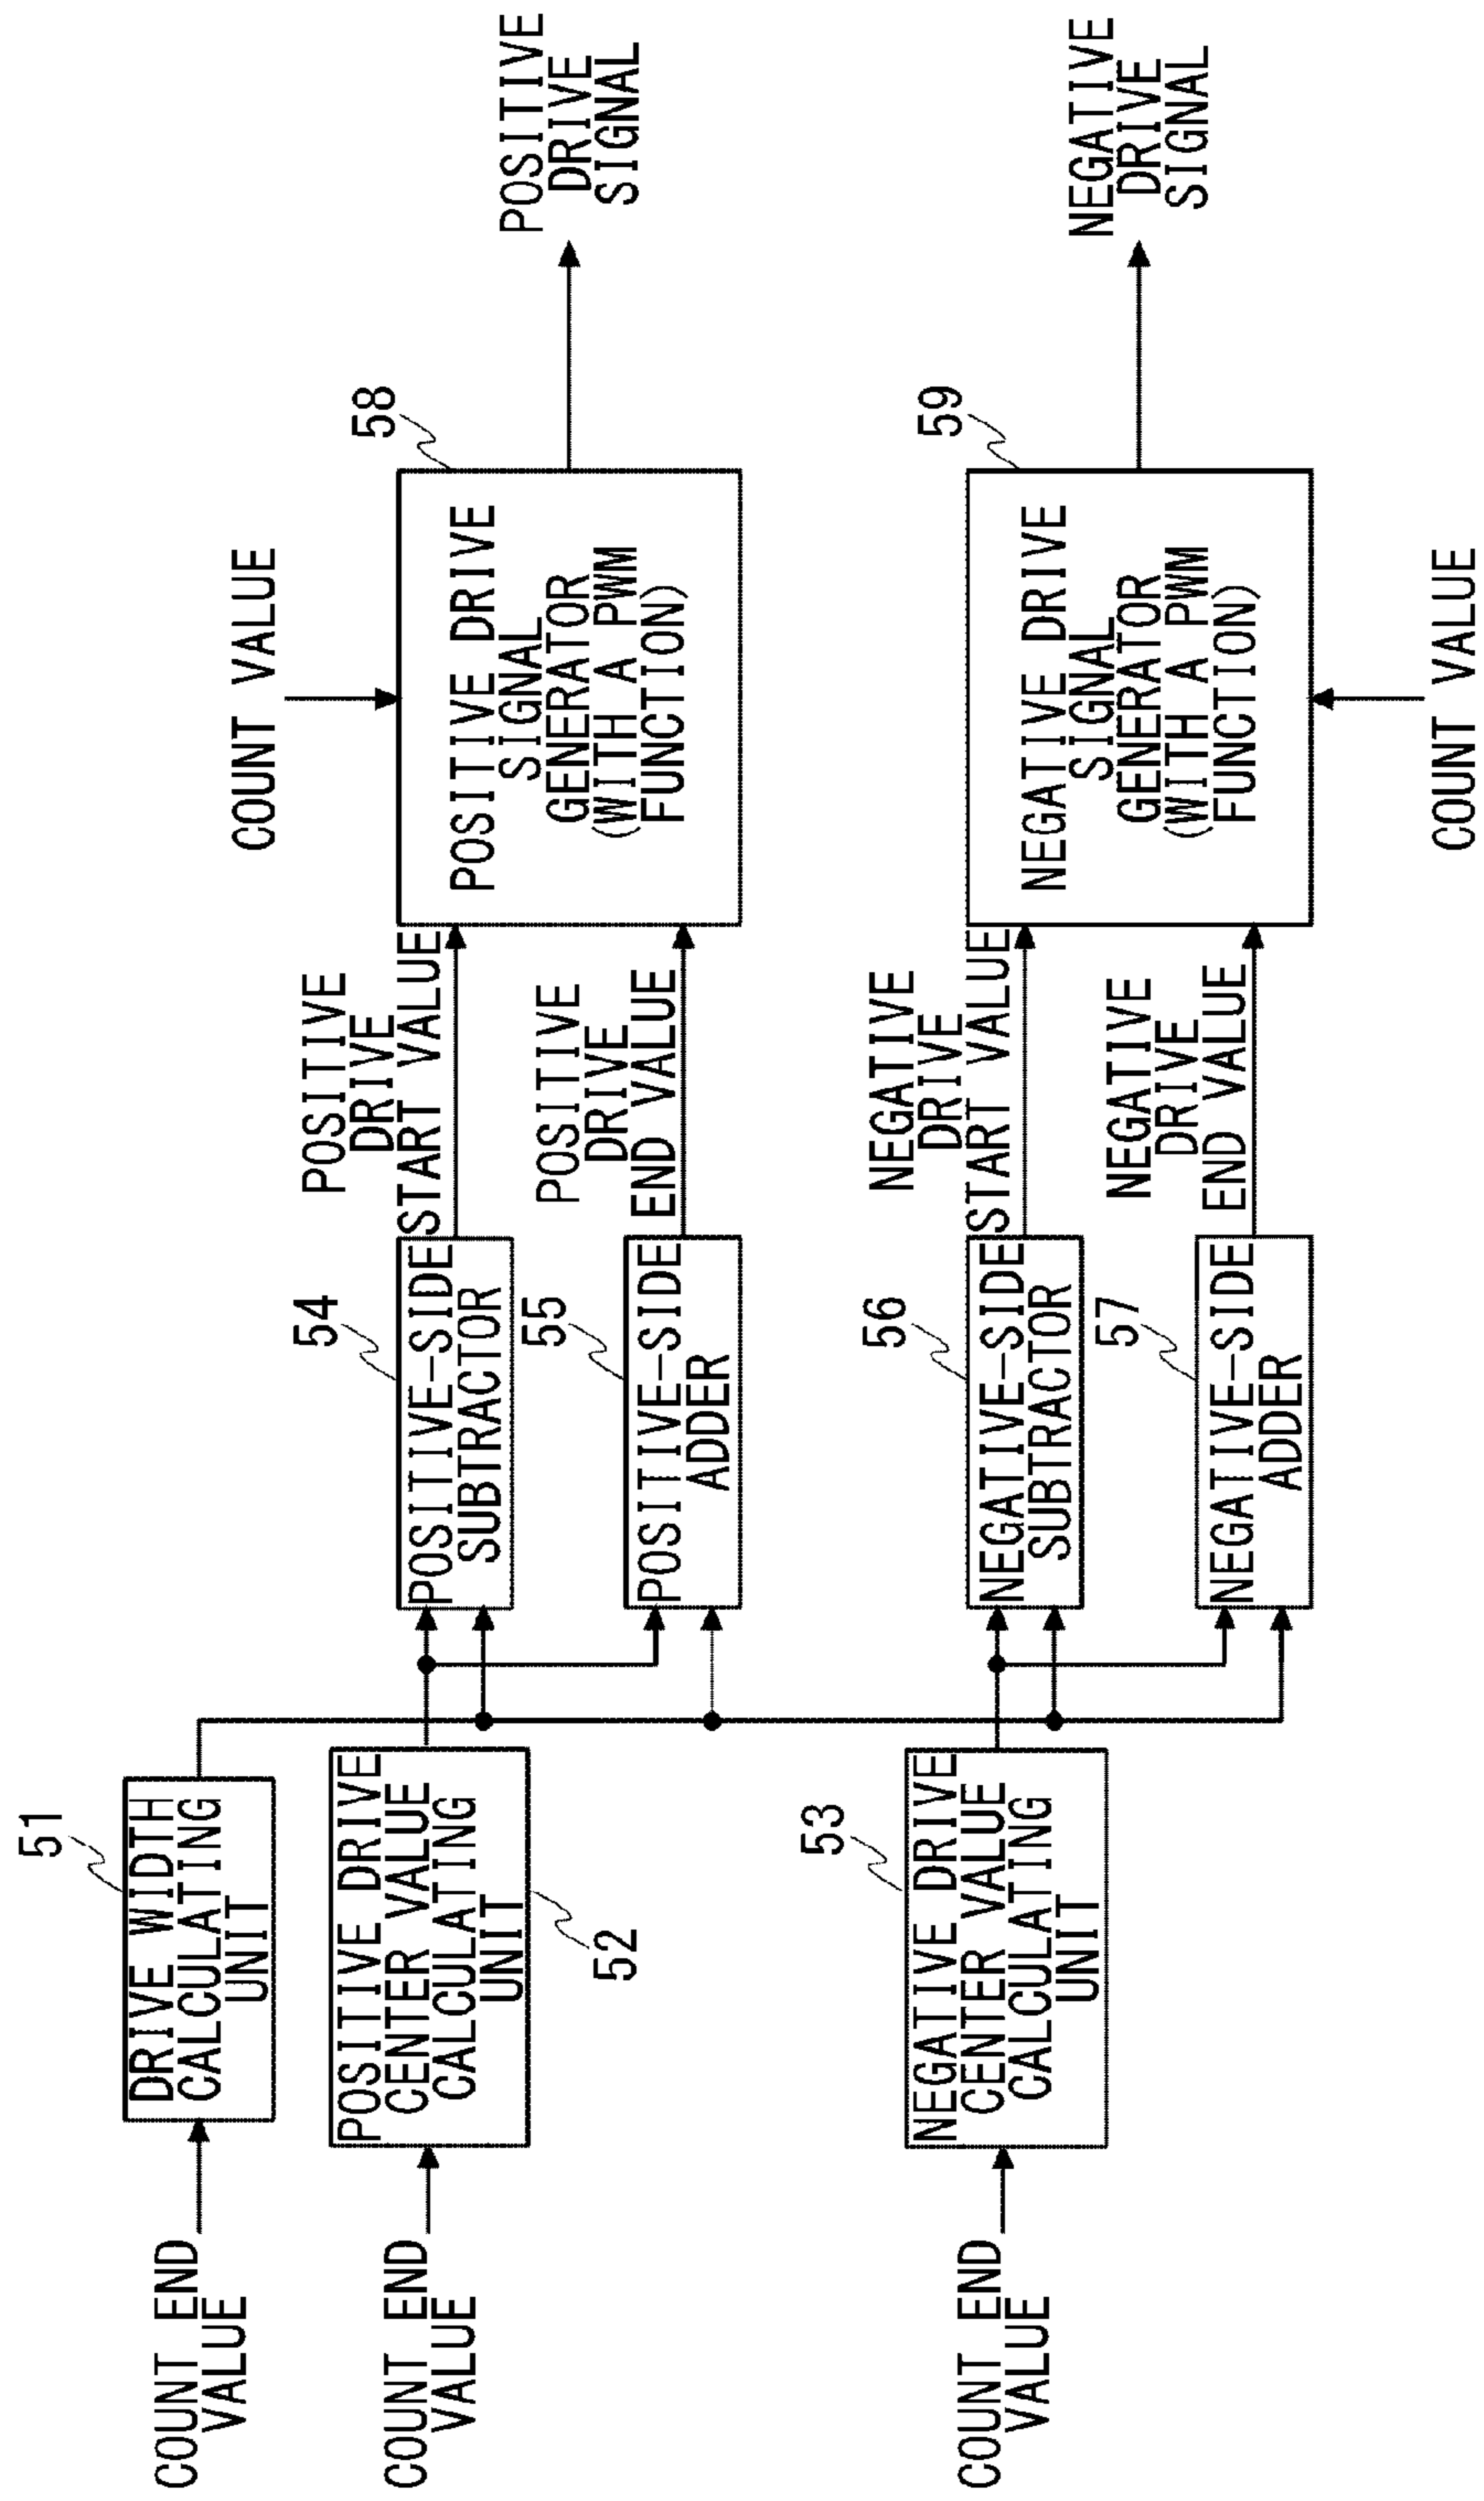 COUNT END
VALUE
51
DRIVE WIDTH
CALCULATING
UNIT
COUNT END
VALUE
POSITIVE DRIVE
CENTER VALUE
CALCULATING
UNIT
52
COUNT END
VALUE
53
NEGATIVE DRIVE
CENTER VALUE
CALCULATING
UNIT
54
POSITIVE-SIDE
SUBTRACTOR
55
POSITIVE-SIDE
ADDER
56
NEGATIVE-SIDE
SUBTRACTOR
57
NEGATIVE-SIDE
ADDER
POSITIVE
DRIVE
START VALUE
POSITIVE
DRIVE
END VALUE
NEGATIVE
DRIVE
START VALUE
NEGATIVE
DRIVE
END VALUE
COUNT VALUE
58
POSITIVE DRIVE
SIGNAL
GENERATOR
(WITH A PWM
FUNCTION)
59
NEGATIVE DRIVE
SIGNAL
GENERATOR
(WITH A PWM
FUNCTION)
COUNT VALUE
POSITIVE
DRIVE
SIGNAL
NEGATIVE
DRIVE
SIGNAL